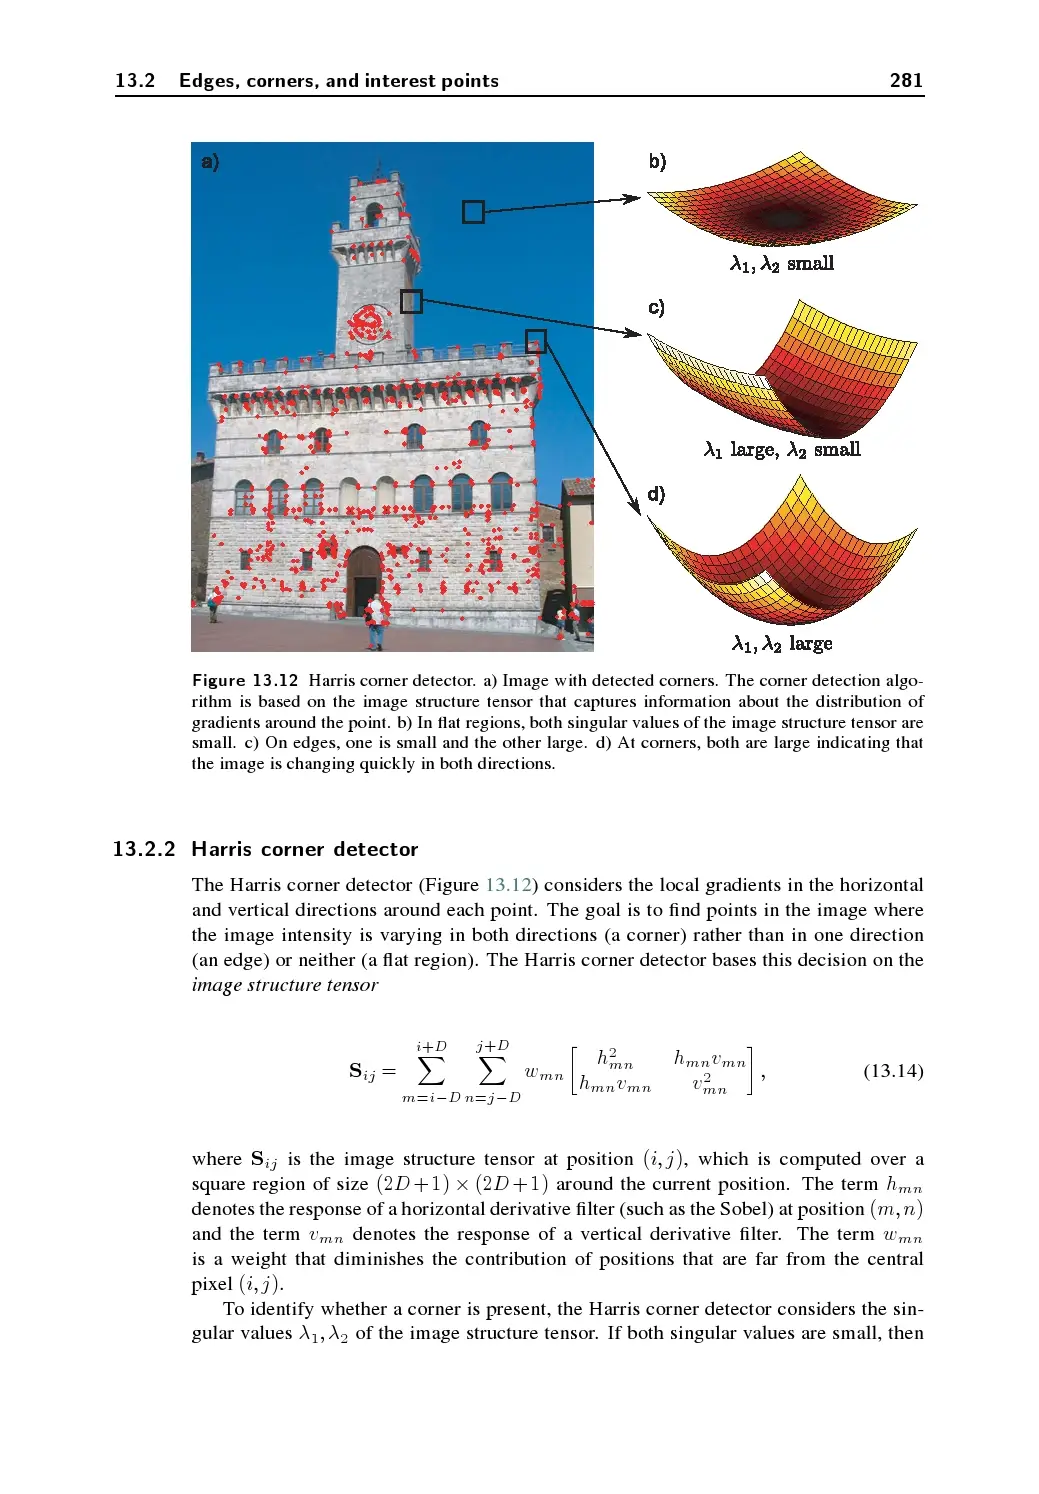 13.2 Edges, corners, and interest points 281
a)
b)
λ₁, λ₂ small
c)
λ₁ large, λ₂ small
d)
λ₁, λ₂ large
Figure 13.12 Harris corner detector. a) Image with detected corners. The corner detection algo-
rithm is based on the image structure tensor that captures information about the distribution of
gradients around the point. b) In flat regions, both singular values of the image structure tensor are
small. c) On edges, one is small and the other large. d) At corners, both are large indicating that
the image is changing quickly in both directions.
13.2.2 Harris corner detector
The Harris corner detector (Figure 13.12) considers the local gradients in the horizontal
and vertical directions around each point. The goal is to find points in the image where
the image intensity is varying in both directions (a corner) rather than in one direction
(an edge) or neither (a flat region). The Harris corner detector bases this decision on the
image structure tensor
S_{ij} = \sum_{m=i-D}^{i+D} \sum_{n=j-D}^{j+D} w_{mn} \begin{bmatrix} h_{mn}^2 & h_{mn}v_{mn} \\ h_{mn}v_{mn} & v_{mn}^2 \end{bmatrix}, (13.14)
where S_{ij} is the image structure tensor at position (i, j), which is computed over a
square region of size (2D+1) × (2D+1) around the current position. The term h_{mn}
denotes the response of a horizontal derivative filter (such as the Sobel) at position (m, n)
and the term v_{mn} denotes the response of a vertical derivative filter. The term w_{mn}
is a weight that diminishes the contribution of positions that are far from the central
pixel (i, j).
To identify whether a corner is present, the Harris corner detector considers the sin-
gular values λ₁, λ₂ of the image structure tensor. If both singular values are small, then